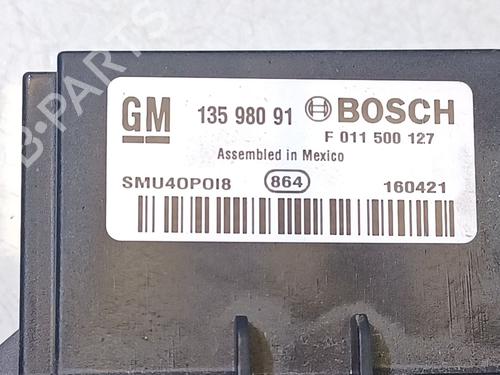 B-PARTS
GM 135 980 91 BOSCH
F 011 500 127
Assembled in Mexico
SMU40P0I8 864 160421